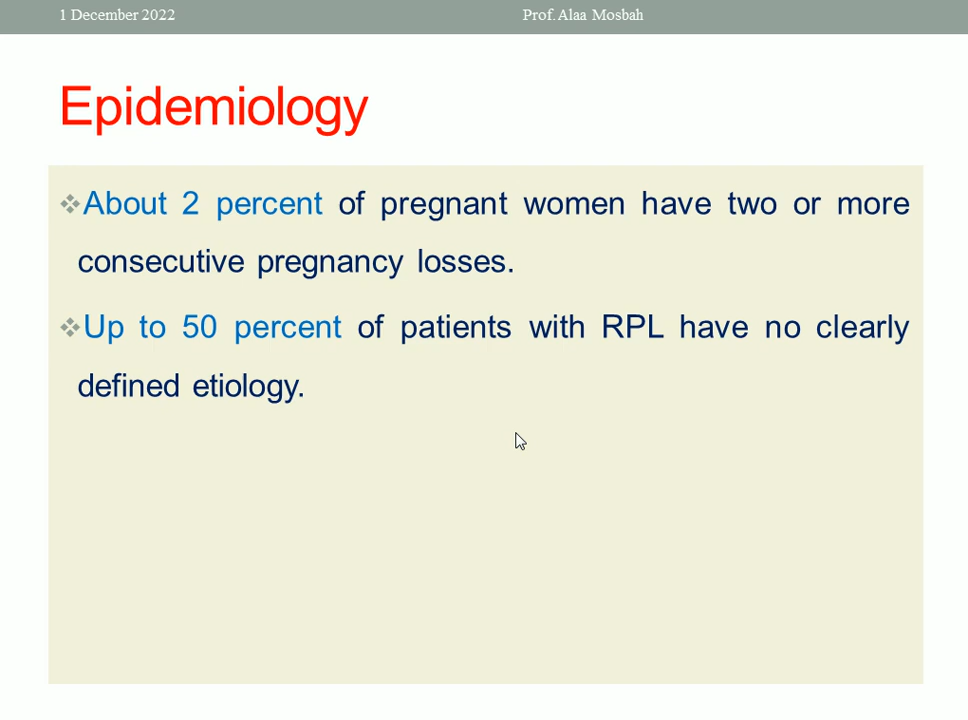 1 December 2022 Prof. Alaa Mosbah
Epidemiology
❖About 2 percent of pregnant women have two or more
consecutive pregnancy losses.
❖Up to 50 percent of patients with RPL have no clearly
defined etiology.